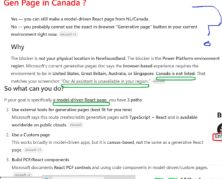 Gen Page in Canada ?
Yes — you can still make a model-driven React page from NL/Canada.
No — you probably cannot use the exact in-browser "Generative page" button in your current environment right now.
Why
The blocker is not your physical location in Newfoundland. The blocker is the Power Platform environment region. Microsoft's current generative pages doc says the browser-based experience requires the environment to be in United States, Great Britain, Australia, or Singapore. Canada is not listed. That matches your screenshot: "Our AI assistant is unavailable in your region."
So what can you do?
If your goal is specifically a model-driven React page, you have 3 paths:
1. Use external tools for generative pages (best fit for you now)
Microsoft says this route creates/edits generative pages with TypeScript + React and is available worldwide on public clouds.
2. Use a Custom page
This works broadly in model-driven apps, but it is canvas-based, not the same as a generative React page.
3. Build PCF/React components
Microsoft documents React PCF controls and using code components in model-driven custom pages.